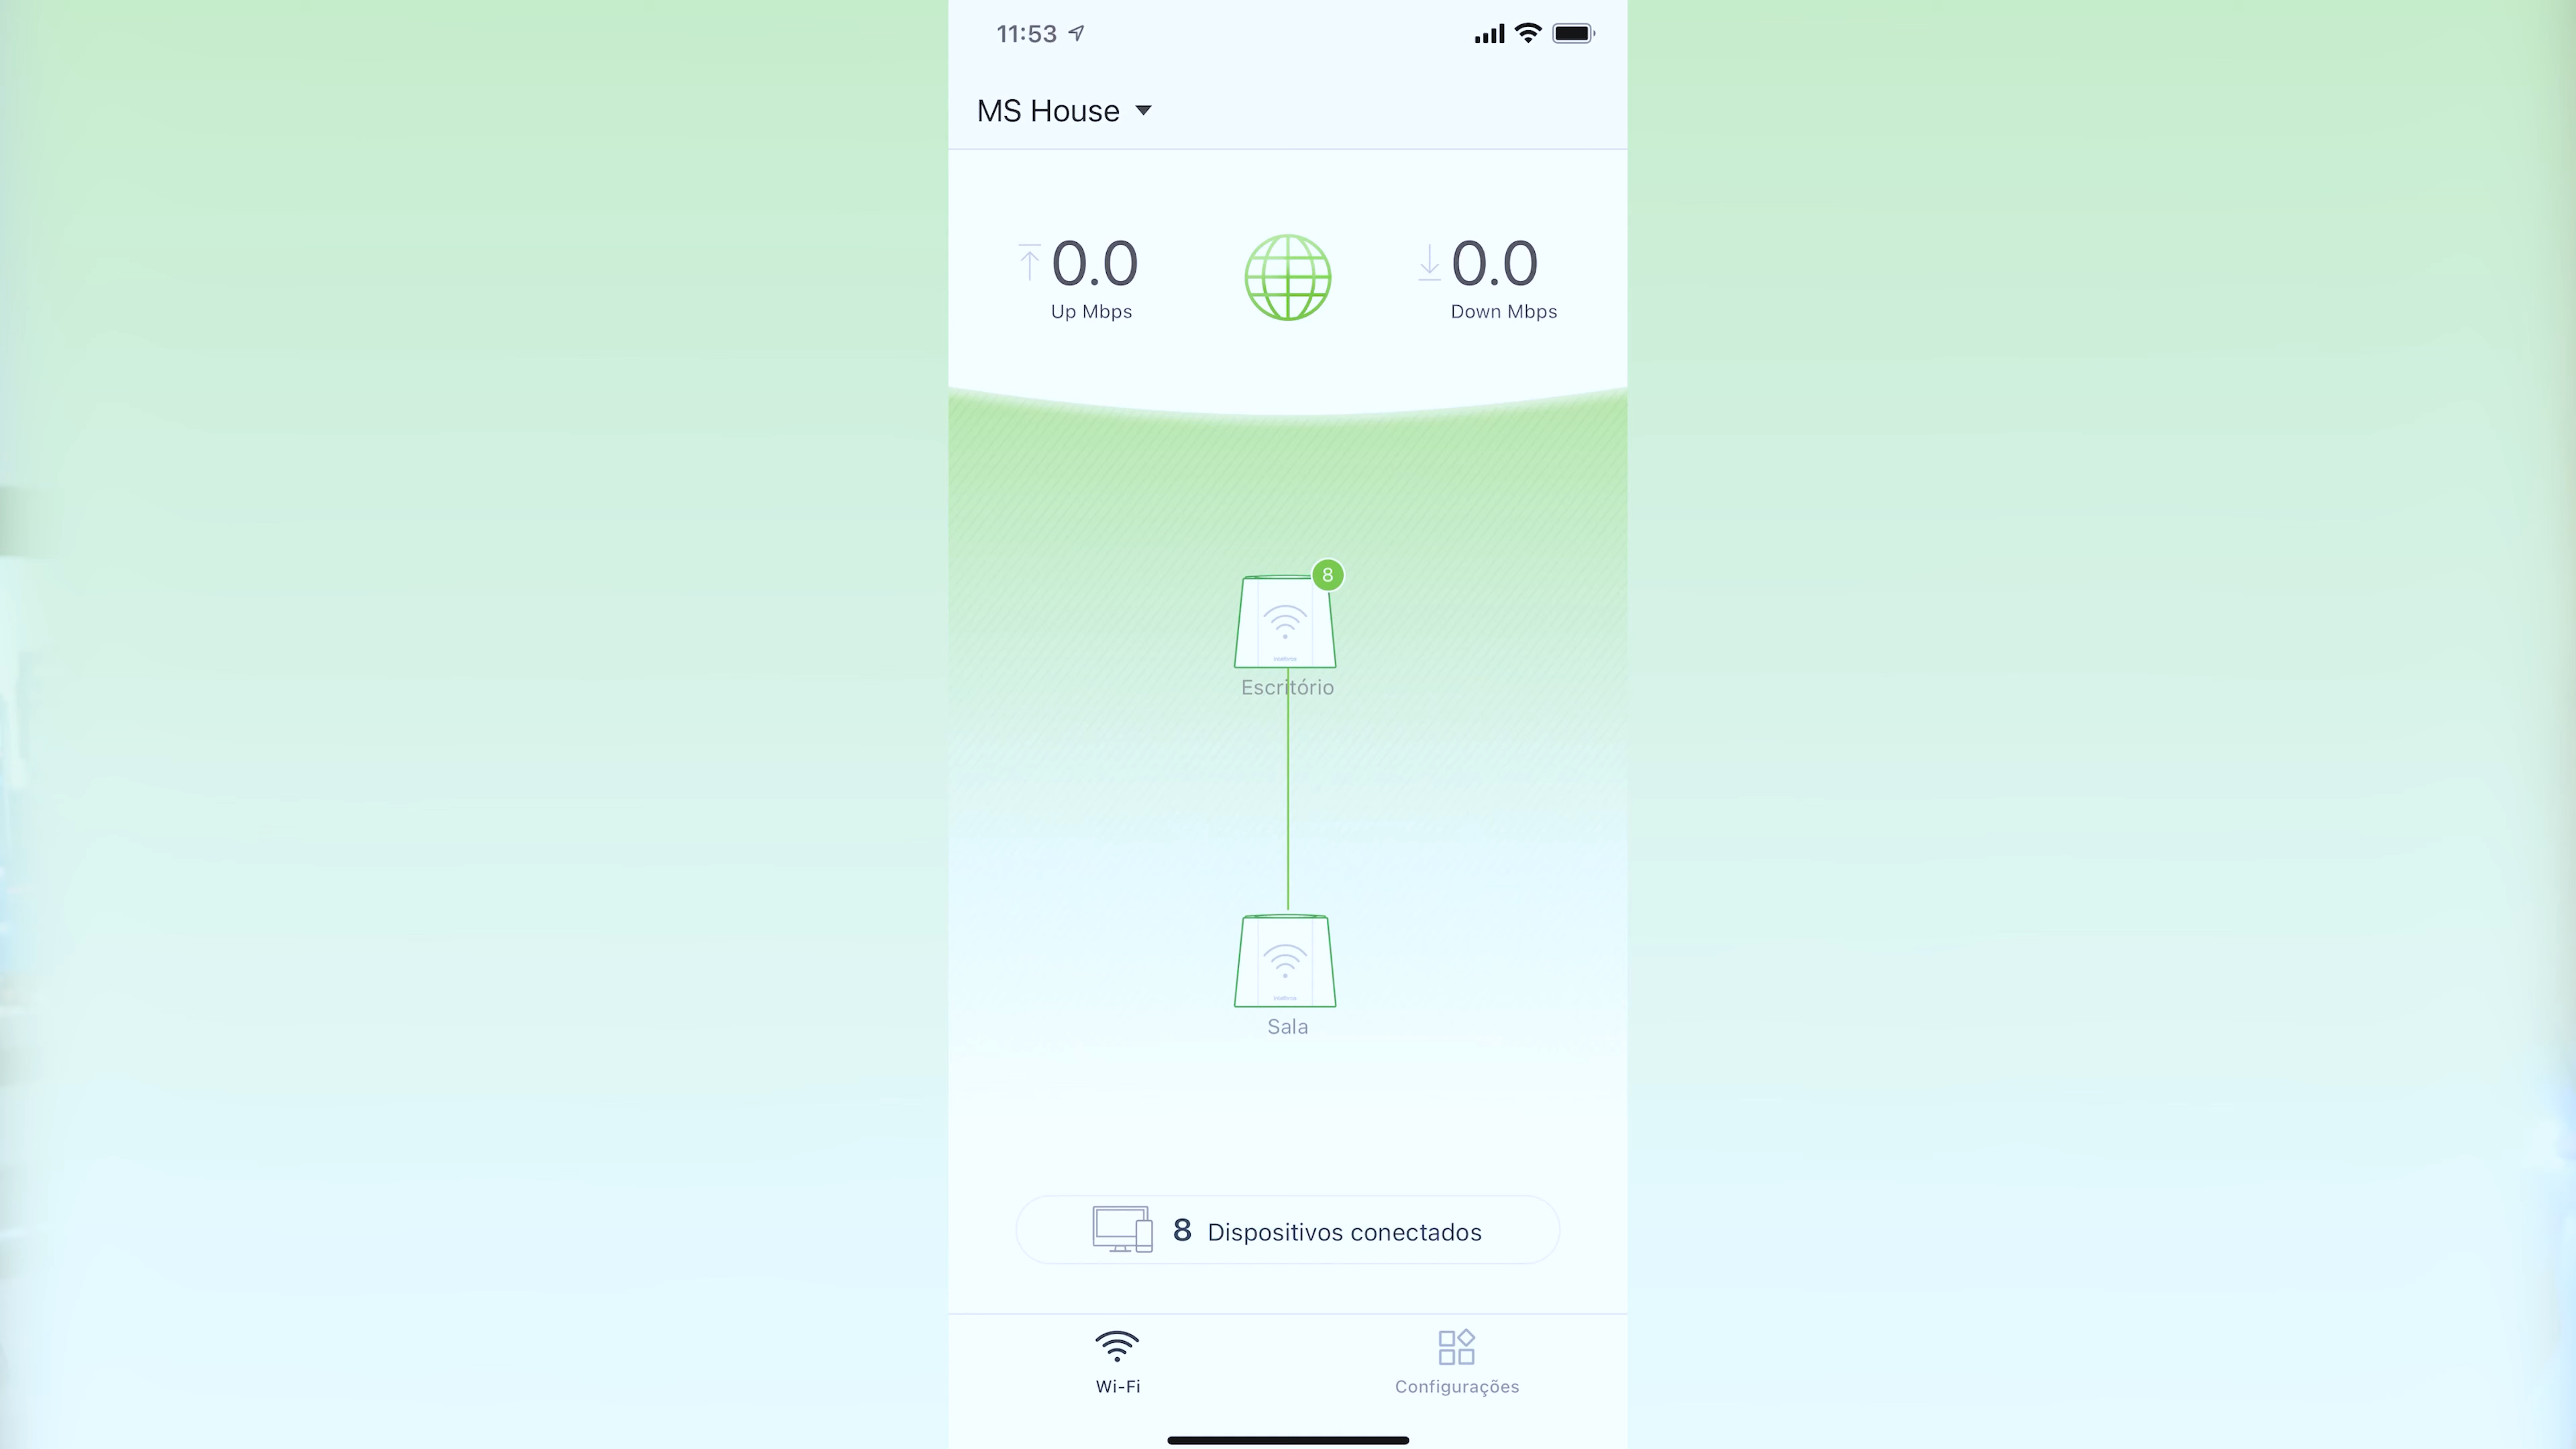 11:53
MS House
0.0
Up Mbps
0.0
Down Mbps
8
Escritório
Sala
8 Dispositivos conectados
Wi-Fi
Configurações